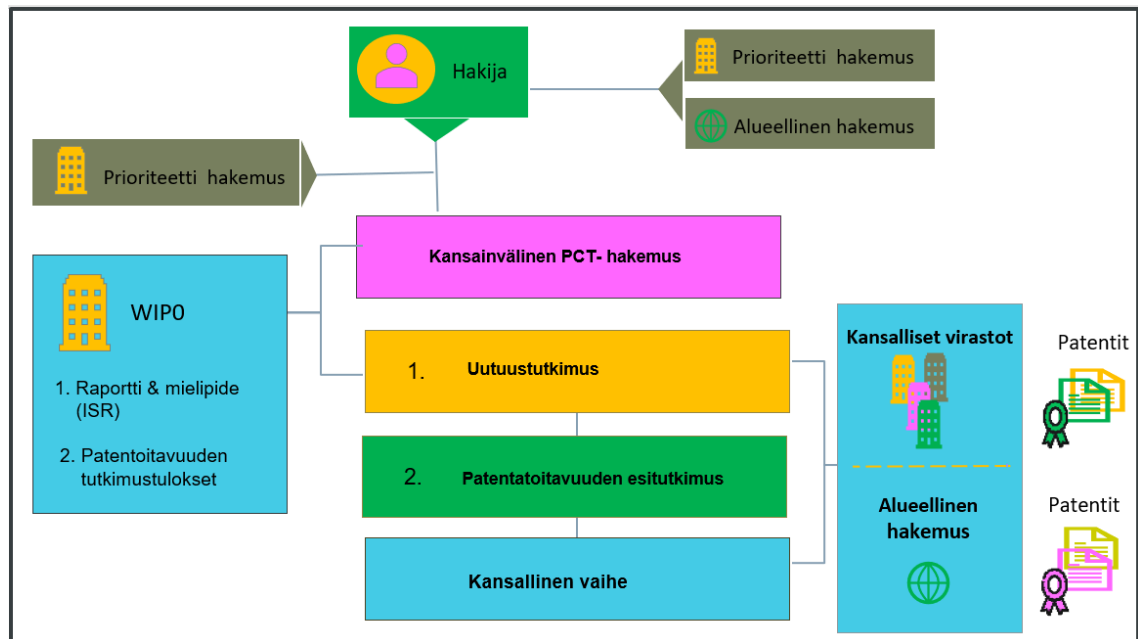 Hakija
Prioriteetti hakemus
Alueellinen hakemus
Prioriteetti hakemus
Kansainvälinen PCT- hakemus
WIPO
1. Raportti & mielipide
(ISR)
2. Patentoitavuuden
tutkimustulokset
1. Uutuustutkimus
2. Patentatoitavuuden esitutkimus
Kansallinen vaihe
Kansalliset virastot
Alueellinen
hakemus
Patentit
Patentit